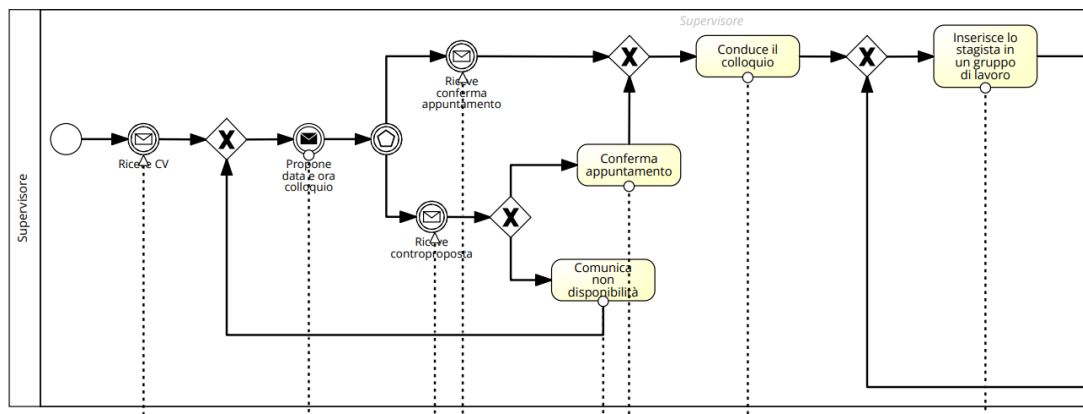 Supervisore
Supervisore
Riceve CV
Propone
data e ora
colloquio
Riceve
conferma
appuntamento
Riceve
controproposta
Conferma
appuntamento
Comunica
non
disponibilità
Conduce il
colloquio
Inserisce lo
stagista in
un gruppo
di lavoro